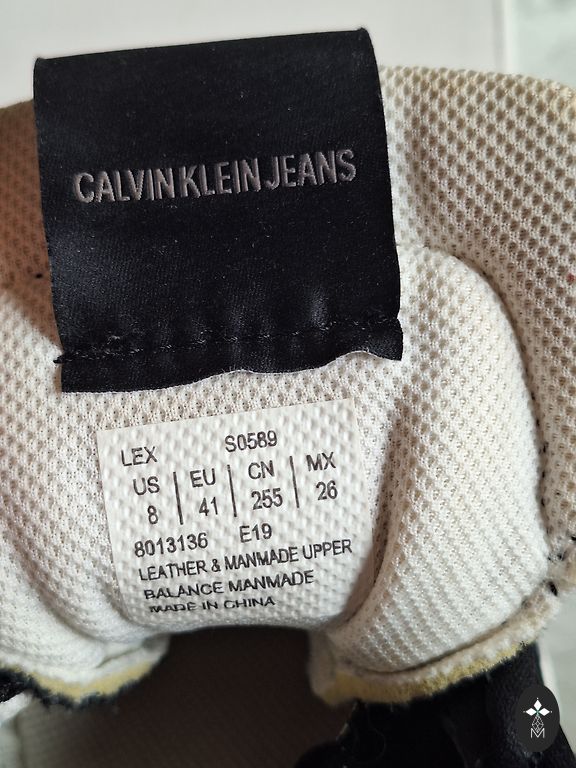 CALVIN KLEIN JEANS
LEX S0589
US EU CN MX
8 41 255 26
8013136 E19
LEATHER & MANMADE UPPER
BALANCE MANMADE
MADE IN CHINA
M